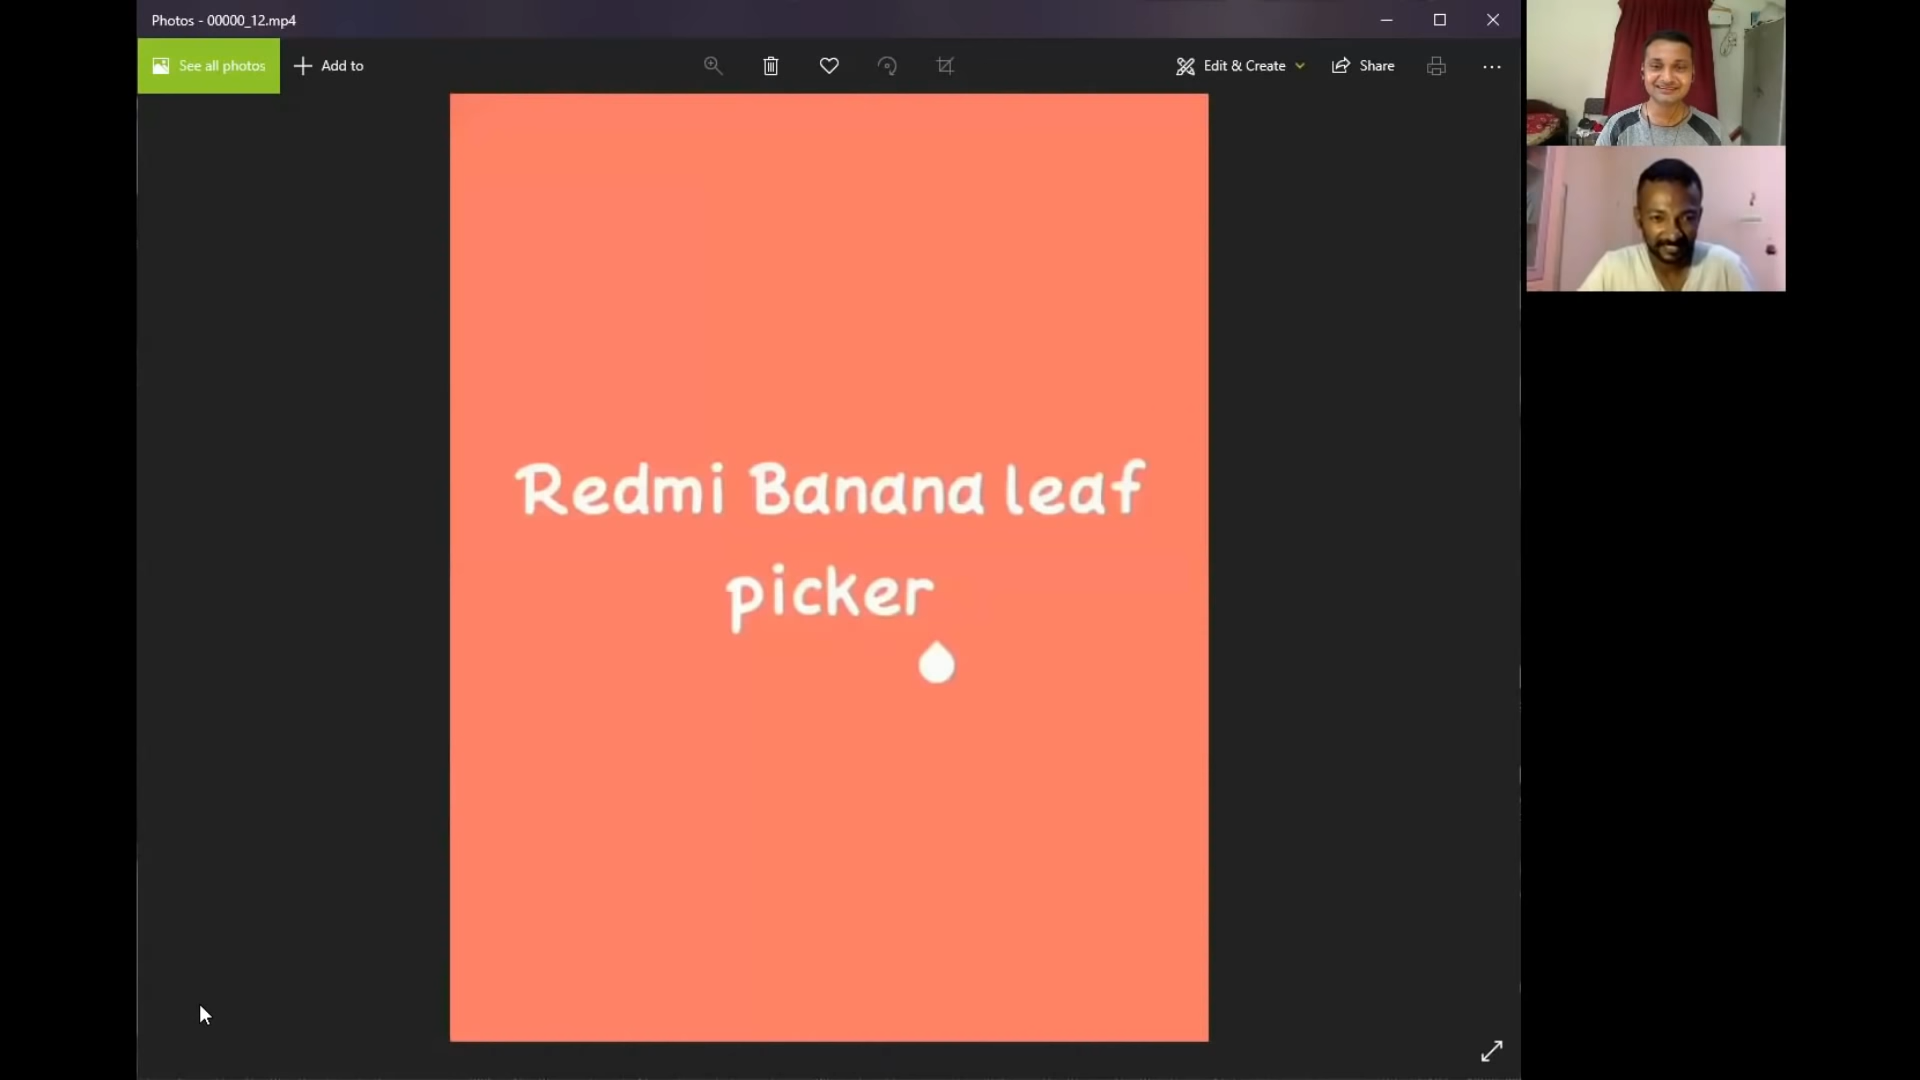 Photos - 00000_12.mp4
See all photos
Add to
Edit & Create
Share
Redmi Banana leaf
picker